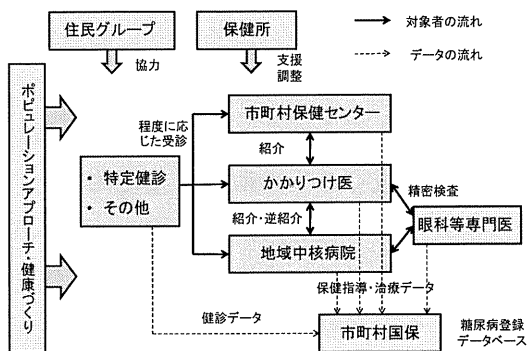 住民グループ
保健所
対象者の流れ
データの流れ
協力
支援
調整
ポピュレーションアプローチ・健康づくり
程度に応
じた受診
市町村保健センター
紹介
・ 特定健診
・ その他
かかりつけ医
精密検査
紹介・逆紹介
眼科等専門医
地域中核病院
保健指導・治療データ
健診データ
市町村国保
糖尿病登録
データベース